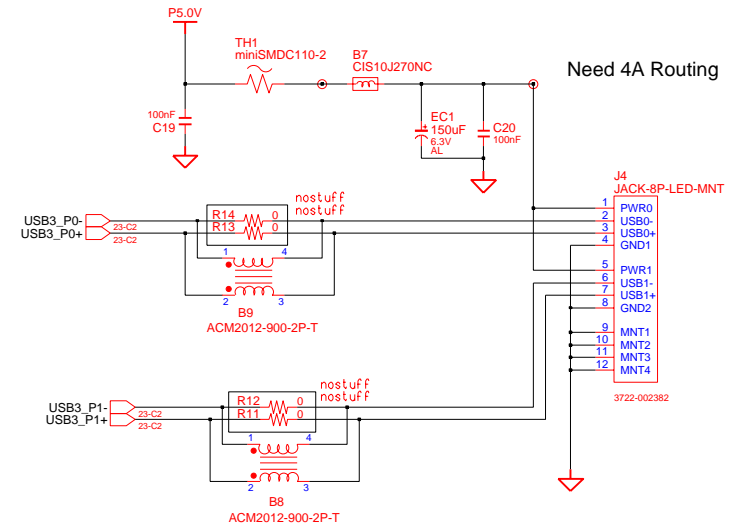 P5.0V
TH1
miniSMDC110-2
B7
CIS10J270NC
Need 4A Routing
100nF
C19
EC1
150uF
6.3V
AL
C20
100nF
J4
JACK-8P-LED-MNT
1 PWR0
2 USB0-
3 USB0+
4 GND1
5 PWR1
6 USB1-
7 USB1+
8 GND2
9 MNT1
10 MNT2
11 MNT3
12 MNT4
3722-002382
nostuff
nostuff
USB3_P0- 23-C2
USB3_P0+ 23-C2
R14 0
R13 0
1 4
2 3
B9
ACM2012-900-2P-T
nostuff
nostuff
USB3_P1- 23-C2
USB3_P1+ 23-C2
R12 0
R11 0
1 4
2 3
B8
ACM2012-900-2P-T